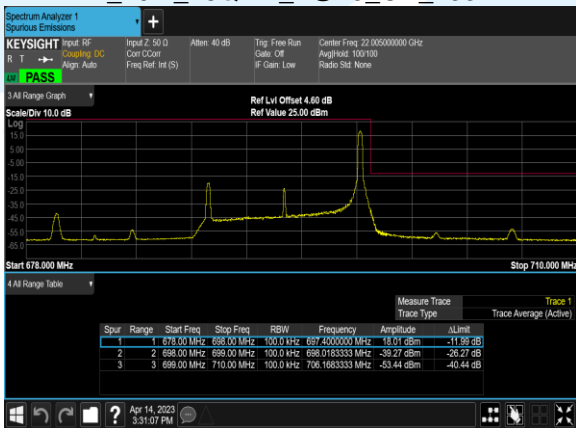 Spectrum Analyzer 1
Spurious Emissions
+
KEYSIGHT Input: RF Input Z: 50 Ω Atten: 40 dB Trig: Free Run Center Freq: 22.005000000 GHz
R T Coupling: DC Corr CCorr Gate: Off Avg|Hold: 100/100
Align: Auto Freq Ref: Int (S) IF Gain: Low Radio Std: None
PASS
3 All Range Graph
Ref Lvl Offset 4.60 dB
Scale/Div 10.0 dB Ref Value 25.00 dBm
Log
15.0
5.00
-5.00
-15.0
-25.0
-35.0
-45.0
-55.0
-65.0
Start 678.000 MHz Stop 710.000 MHz
4 All Range Table
Measure Trace Trace 1
Trace Type Trace Average (Active)
Spur Range Start Freq Stop Freq RBW Frequency Amplitude ΔLimit
1 1 678.00 MHz 698.00 MHz 100.0 kHz 697.4000000 MHz 18.01 dBm -11.99 dB
2 2 698.00 MHz 699.00 MHz 100.0 kHz 698.0183333 MHz -39.27 dBm -26.27 dB
3 3 699.00 MHz 710.00 MHz 100.0 kHz 706.1683333 MHz -53.44 dBm -40.44 dB
? Apr 14, 2023
3:31:07 PM